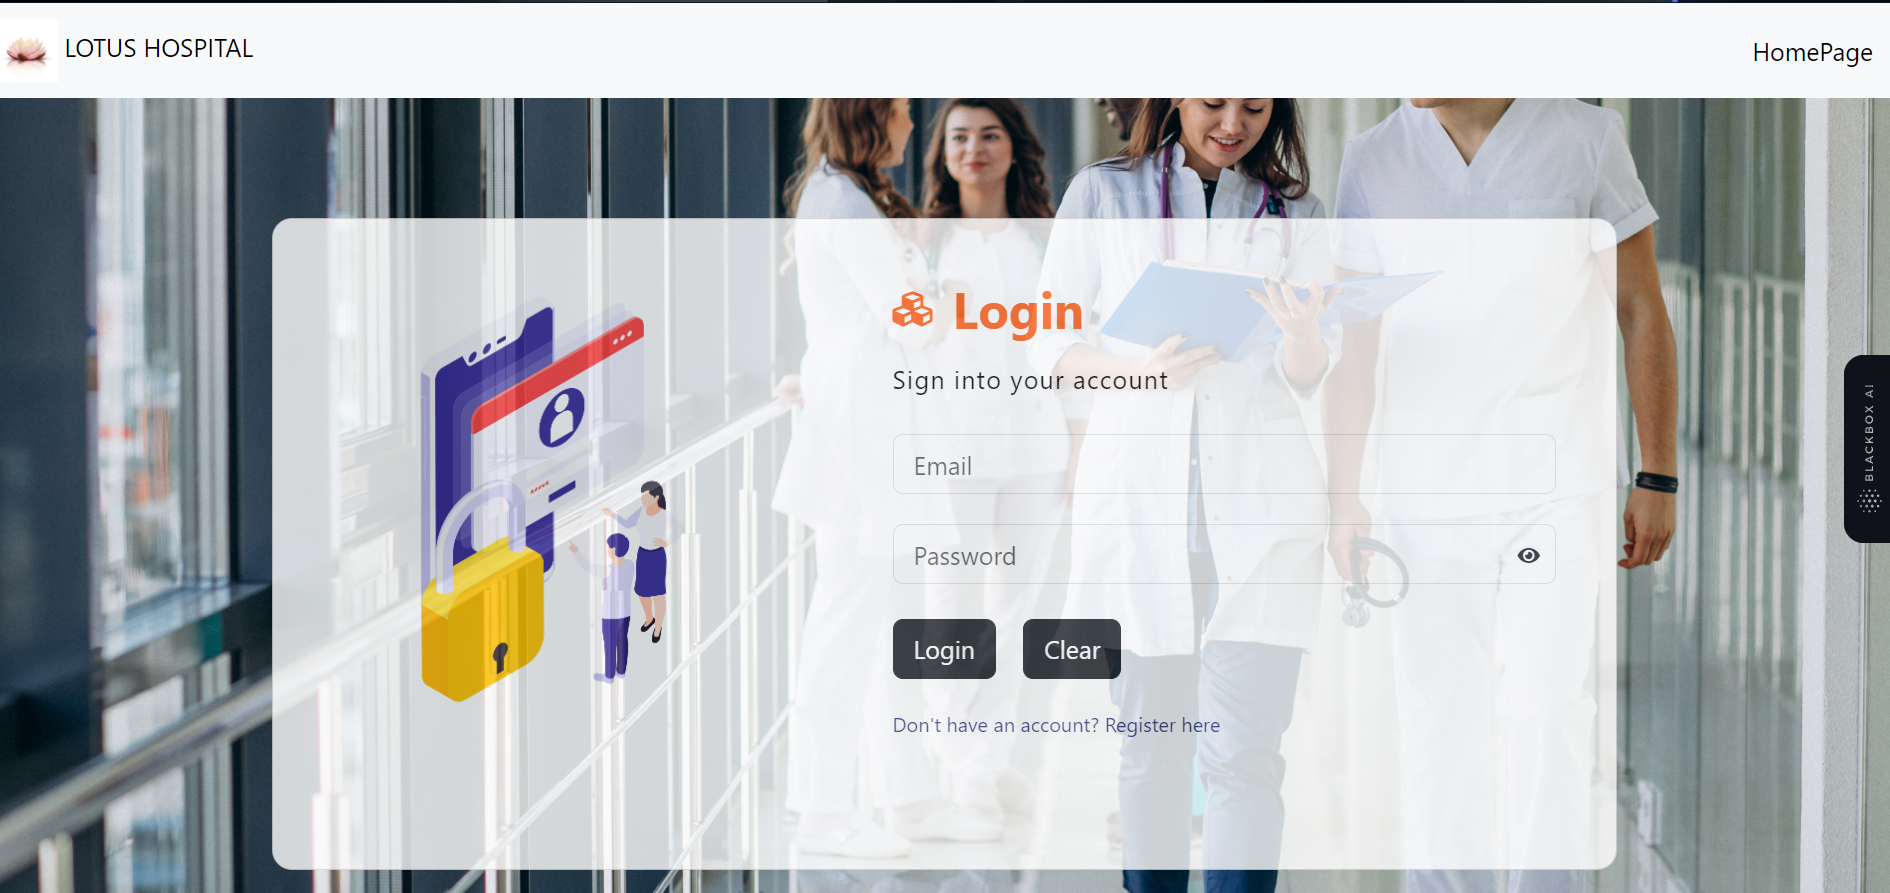 LOTUS HOSPITAL
HomePage
Login
Sign into your account
Email
Password
Login
Clear
Don't have an account? Register here
BLACKBOX AI